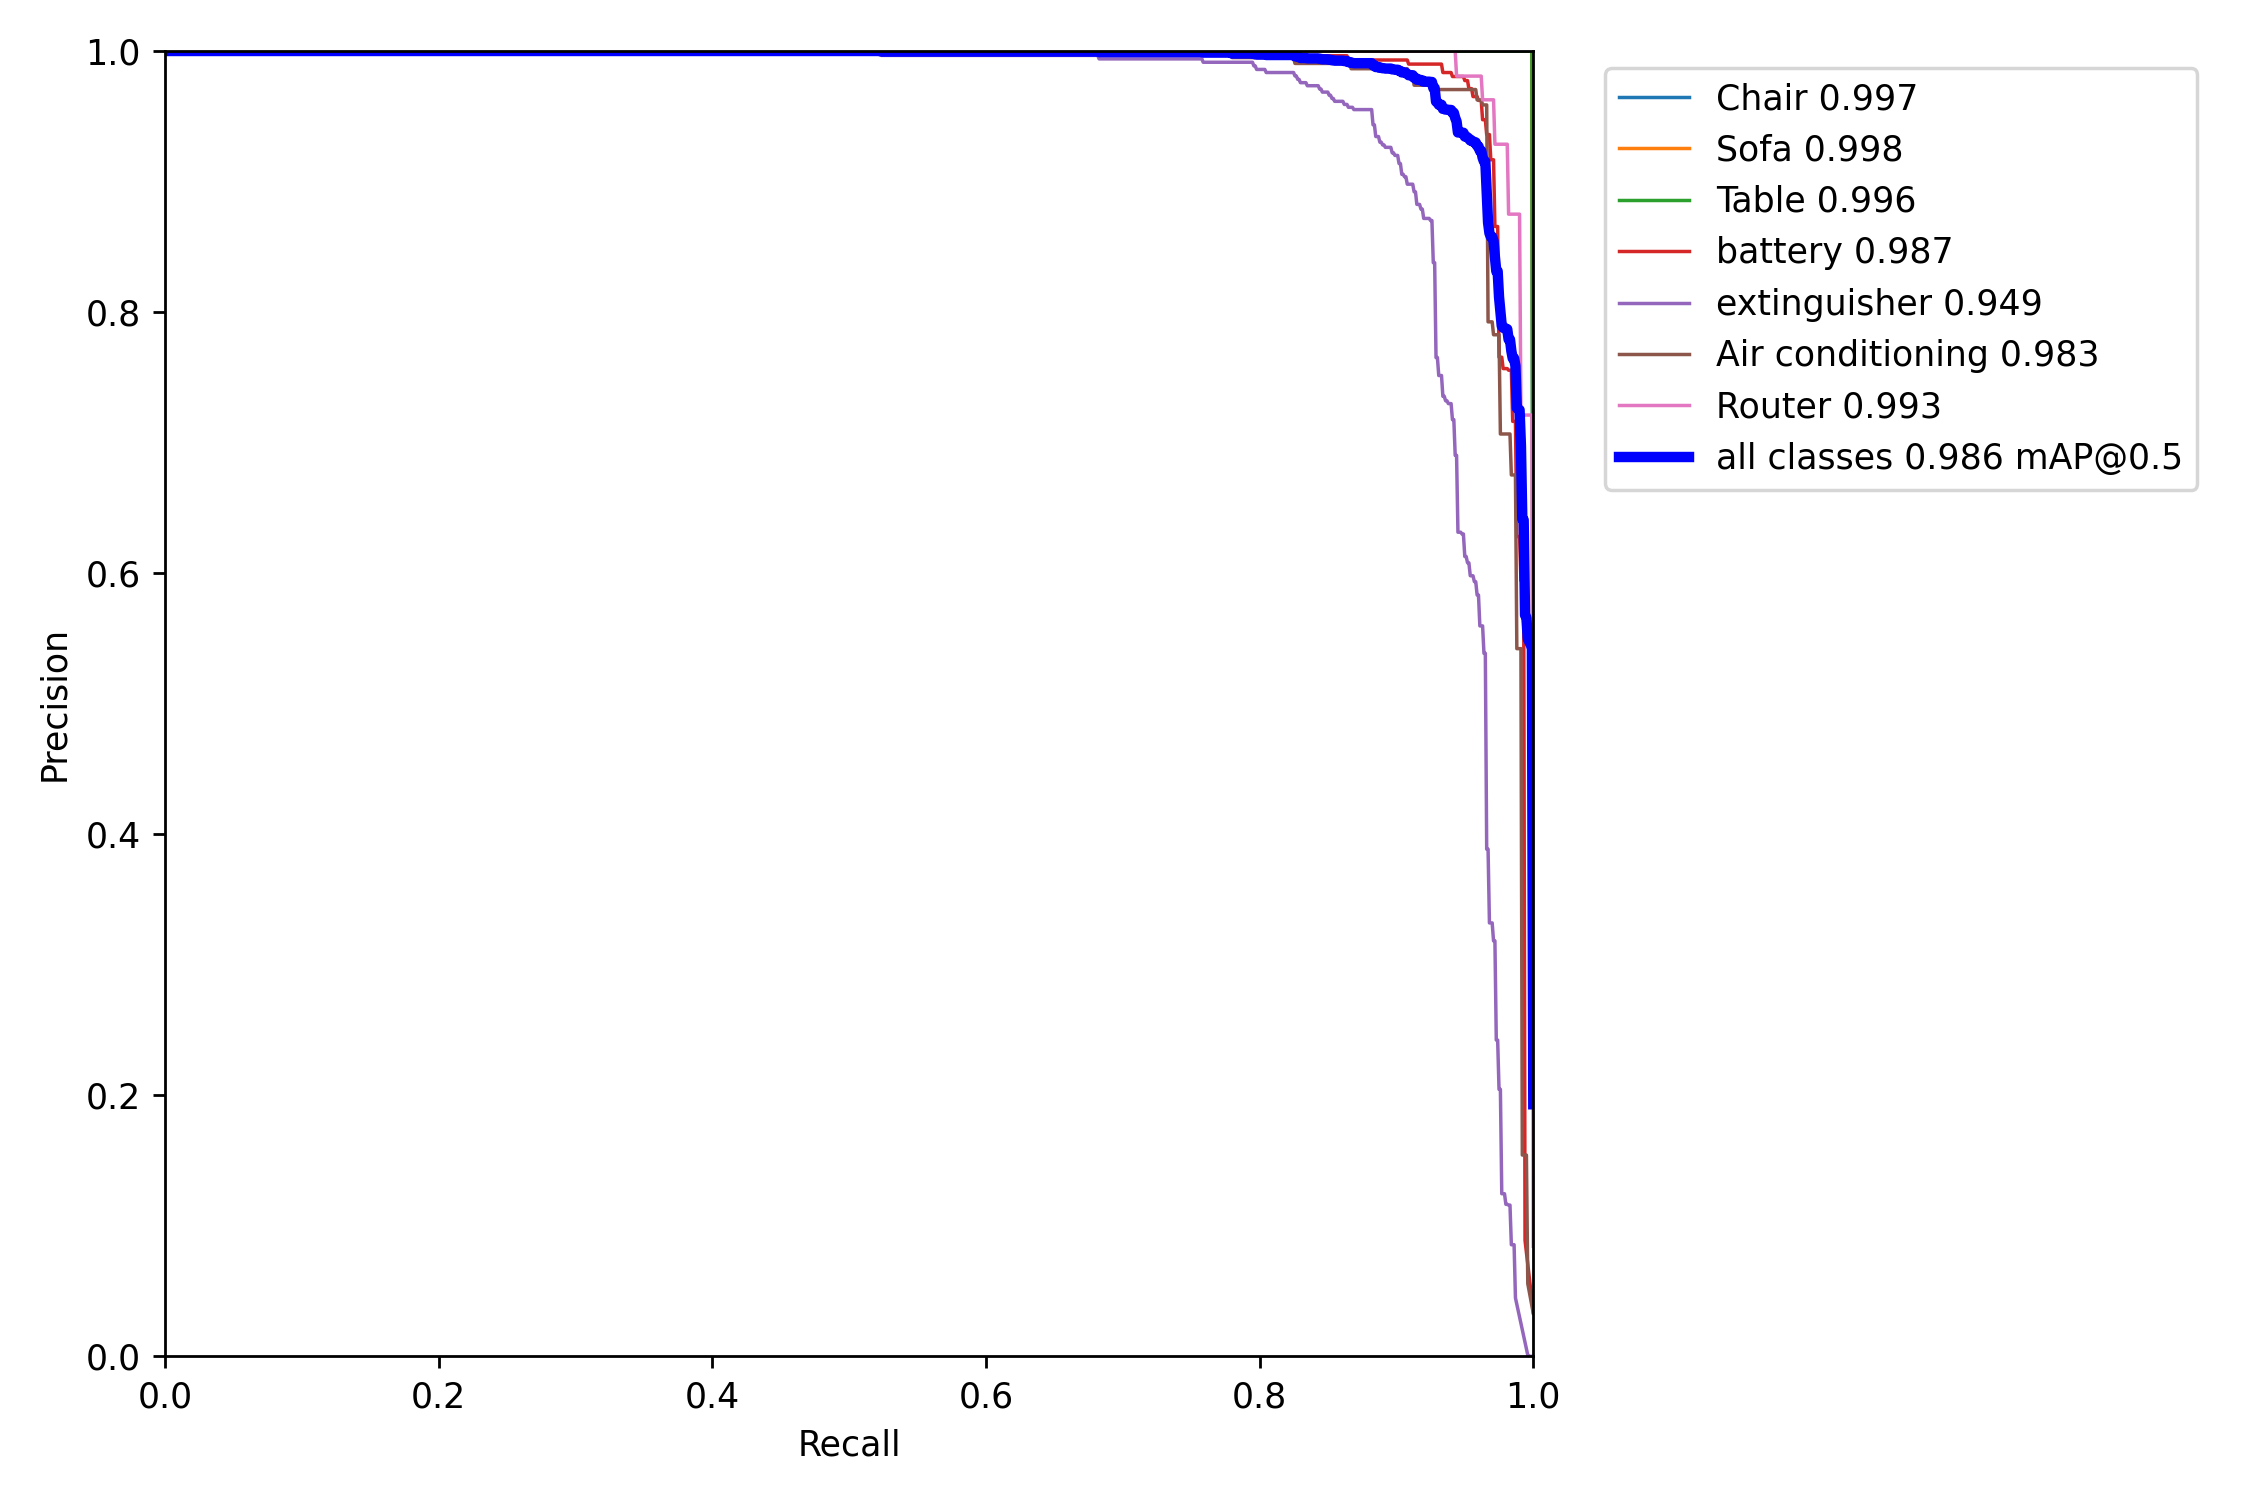 1.0
0.8
0.6
0.4
0.2
0.0
Precision
0.0 0.2 0.4 0.6 0.8 1.0
Recall
Chair 0.997
Sofa 0.998
Table 0.996
battery 0.987
extinguisher 0.949
Air conditioning 0.983
Router 0.993
all classes 0.986 mAP@0.5